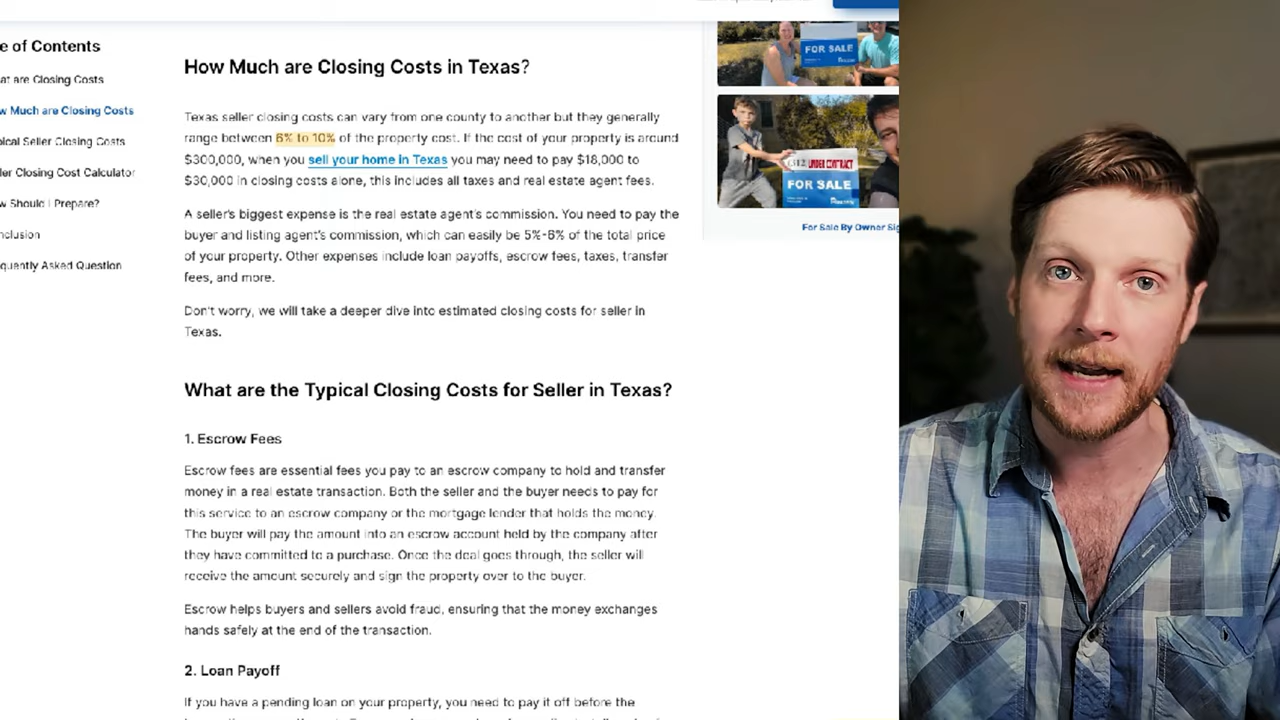 e of Contents
at are Closing Costs
w Much are Closing Costs
pical Seller Closing Costs
ler Closing Cost Calculator
w Should I Prepare?
nclusion
quently Asked Question
How Much are Closing Costs in Texas?
Texas seller closing costs can vary from one county to another but they generally
range between 6% to 10% of the property cost. If the cost of your property is around
$300,000, when you sell your home in Texas you may need to pay $18,000 to
$30,000 in closing costs alone, this includes all taxes and real estate agent fees.
A seller's biggest expense is the real estate agent's commission. You need to pay the
buyer and listing agent's commission, which can easily be 5%-6% of the total price
of your property. Other expenses include loan payoffs, escrow fees, taxes, transfer
fees, and more.
Don't worry, we will take a deeper dive into estimated closing costs for seller in
Texas.
What are the Typical Closing Costs for Seller in Texas?
1. Escrow Fees
Escrow fees are essential fees you pay to an escrow company to hold and transfer
money in a real estate transaction. Both the seller and the buyer needs to pay for
this service to an escrow company or the mortgage lender that holds the money.
The buyer will pay the amount into an escrow account held by the company after
they have committed to a purchase. Once the deal goes through, the seller will
receive the amount securely and sign the property over to the buyer.
Escrow helps buyers and sellers avoid fraud, ensuring that the money exchanges
hands safely at the end of the transaction.
2. Loan Payoff
If you have a pending loan on your property, you need to pay it off before the
FOR SALE
UNDER CONTRACT
FOR SALE
For Sale By Owner Sig